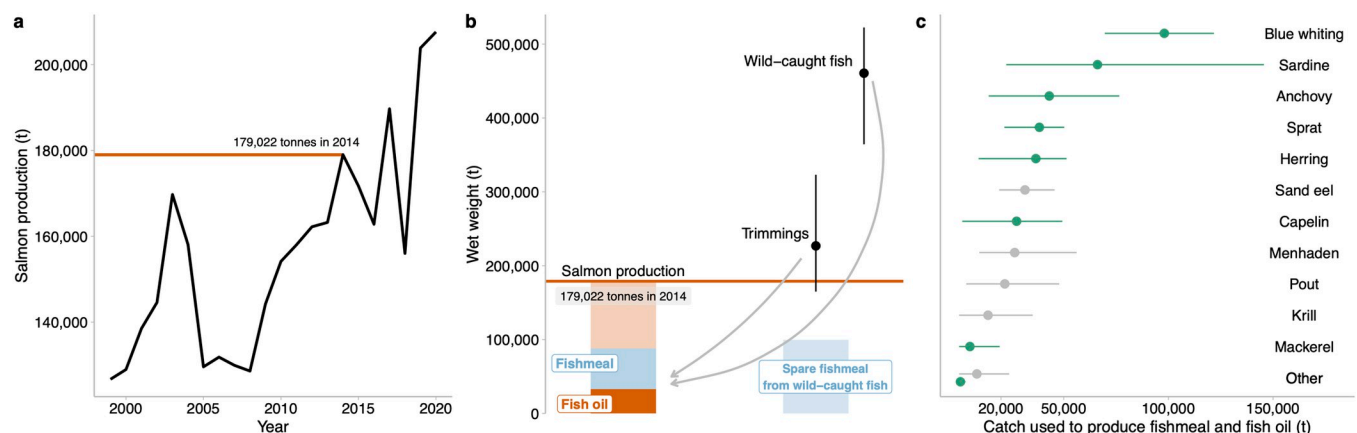 a
Salmon production (t)
200,000
180,000
160,000
140,000
179,022 tonnes in 2014
2000
2005
2010
2015
2020
Year
b
Wet weight (t)
500,000
400,000
300,000
200,000
100,000
0
Wild−caught fish
Trimmings
Salmon production
179,022 tonnes in 2014
Fishmeal
Fish oil
Spare fishmeal
from wild−caught fish
c
Blue whiting
Sardine
Anchovy
Sprat
Herring
Sand eel
Capelin
Menhaden
Pout
Krill
Mackerel
Other
20,000
50,000
100,000
150,000
Catch used to produce fishmeal and fish oil (t)